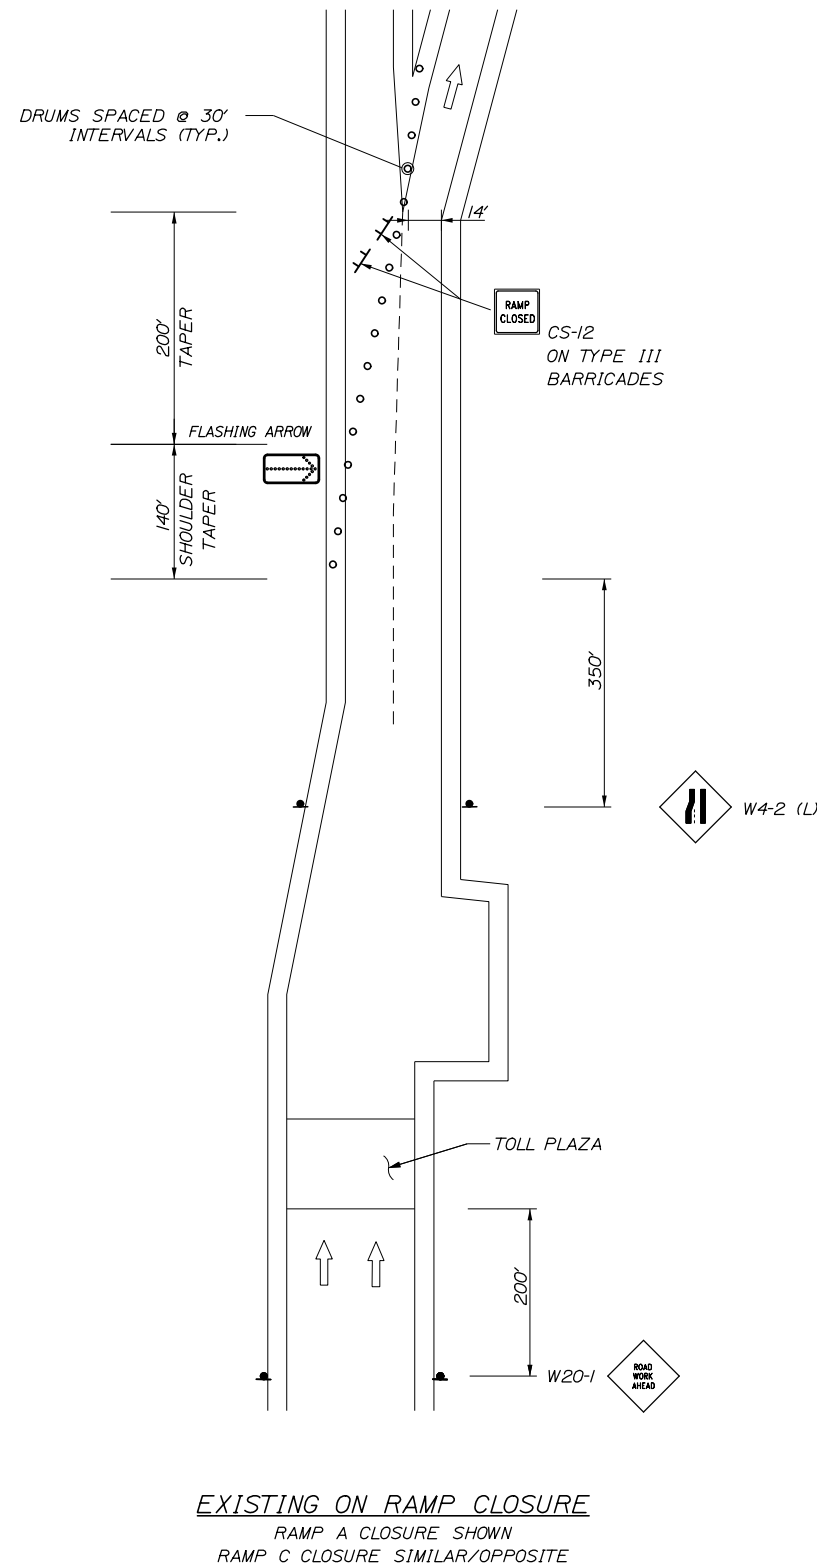 DRUMS SPACED @ 30'
INTERVALS (TYP.)
14'
RAMP
CLOSED
CS-12
ON TYPE III
BARRICADES
200'
TAPER
FLASHING ARROW
140'
SHOULDER
TAPER
350'
W4-2 (L)
TOLL PLAZA
200'
W20-1
ROAD
WORK
AHEAD
EXISTING ON RAMP CLOSURE
RAMP A CLOSURE SHOWN
RAMP C CLOSURE SIMILAR/OPPOSITE